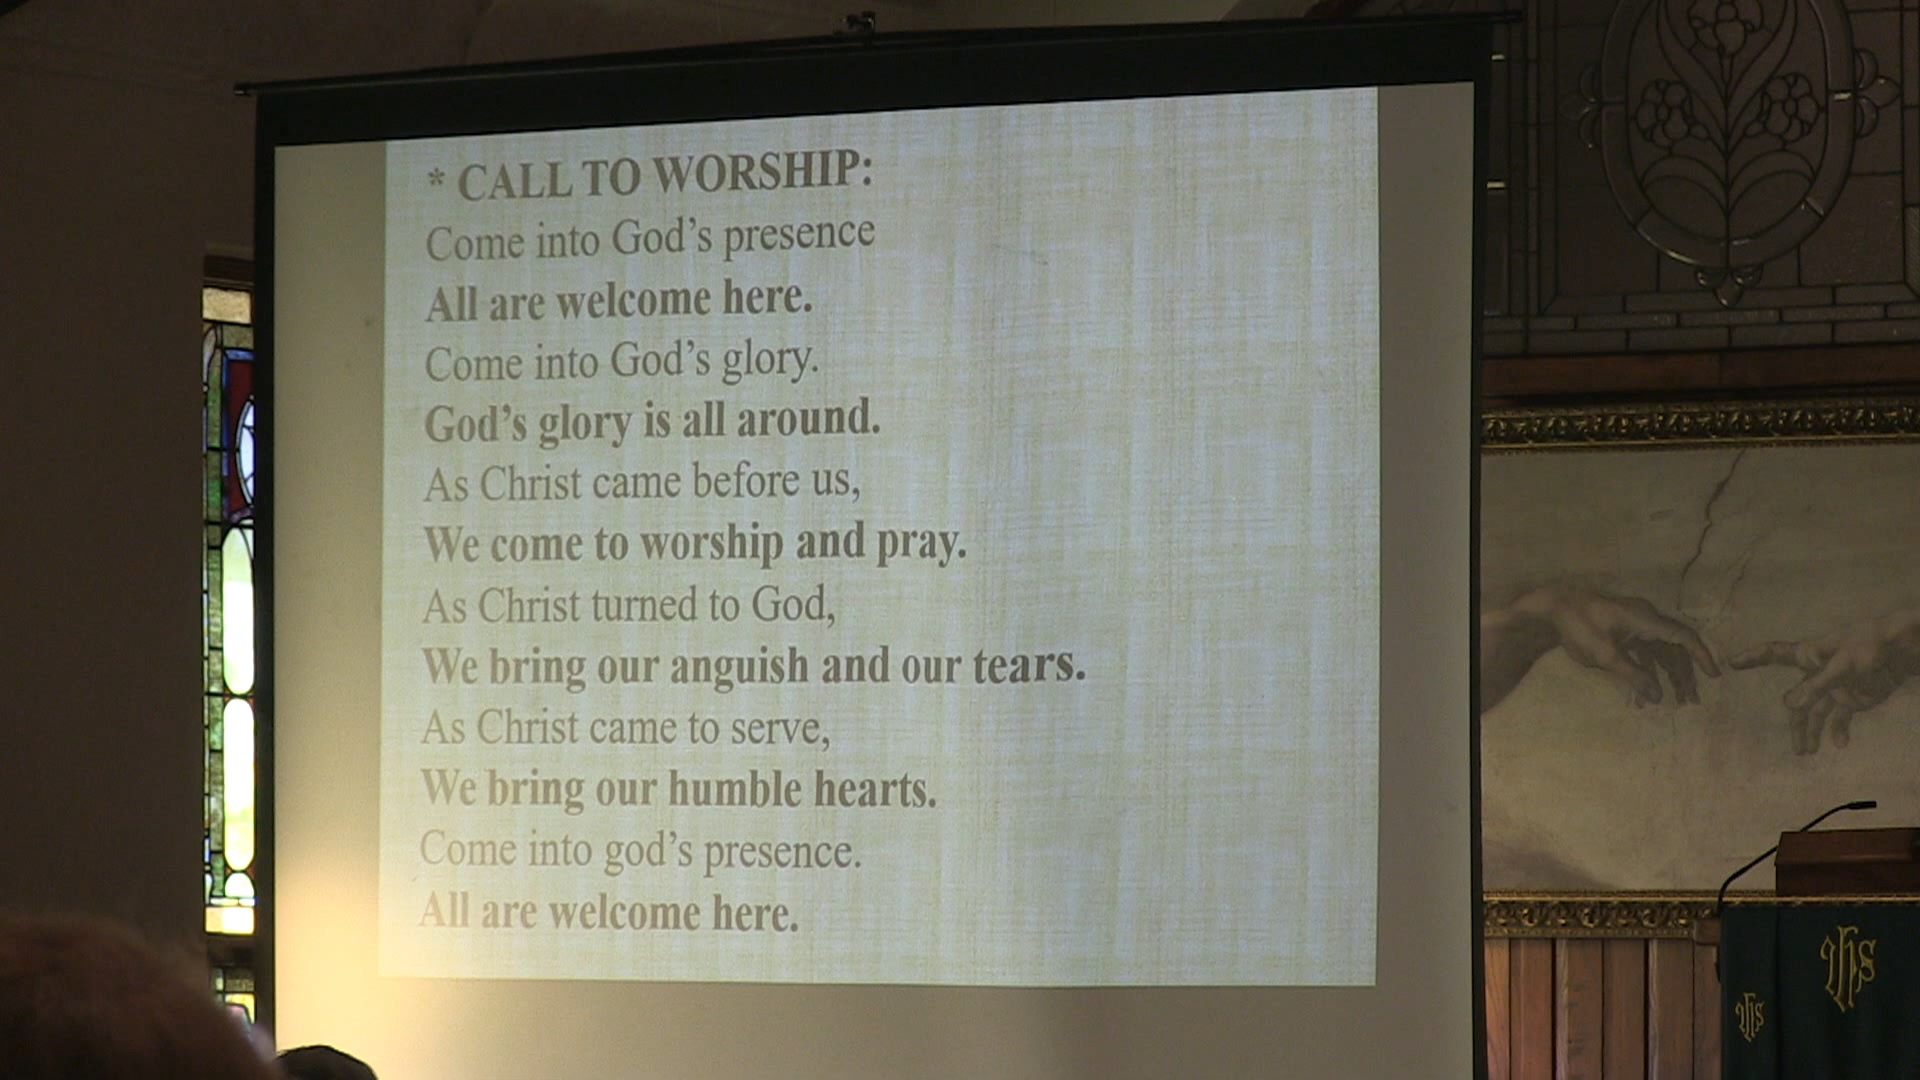 * CALL TO WORSHIP:
Come into God’s presence
All are welcome here.
Come into God’s glory.
God’s glory is all around.
As Christ came before us,
We come to worship and pray.
As Christ turned to God,
We bring our anguish and our tears.
As Christ came to serve,
We bring our humble hearts.
Come into god’s presence.
All are welcome here.
IHS
IHS